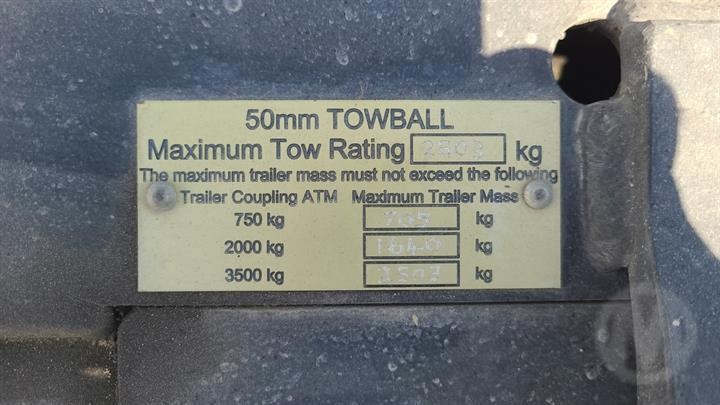 50mm TOWBALL
Maximum Tow Rating kg
The maximum trailer mass must not exceed the following
Trailer Coupling ATM Maximum Trailer Mass
750 kg kg
2000 kg 1640 kg
3500 kg kg